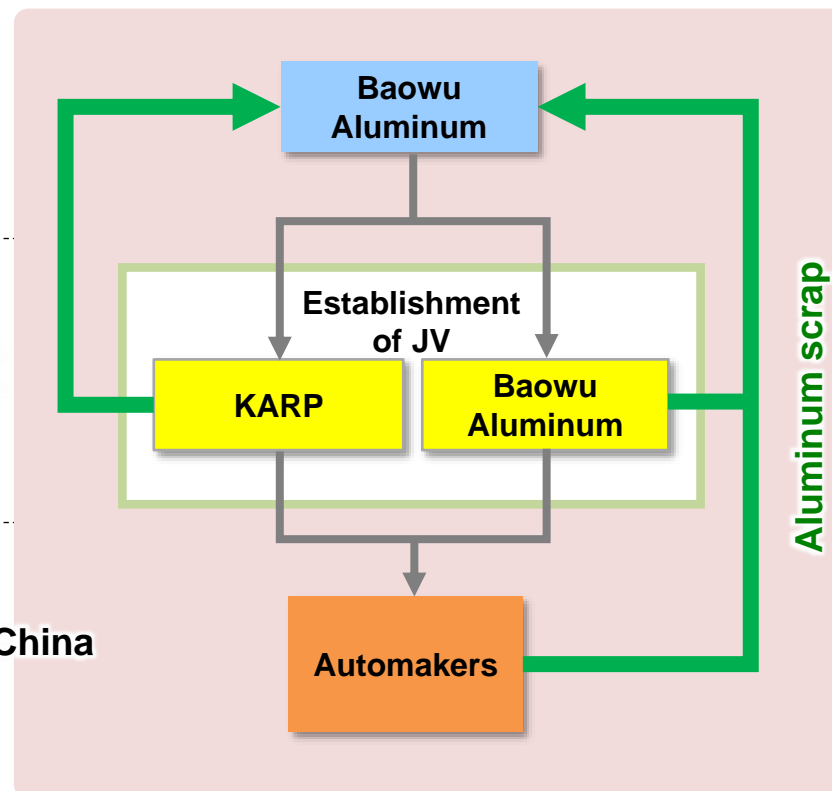 Baowu
Aluminum
Establishment
of JV
KARP
Baowu
Aluminum
Aluminum scrap
China
Automakers